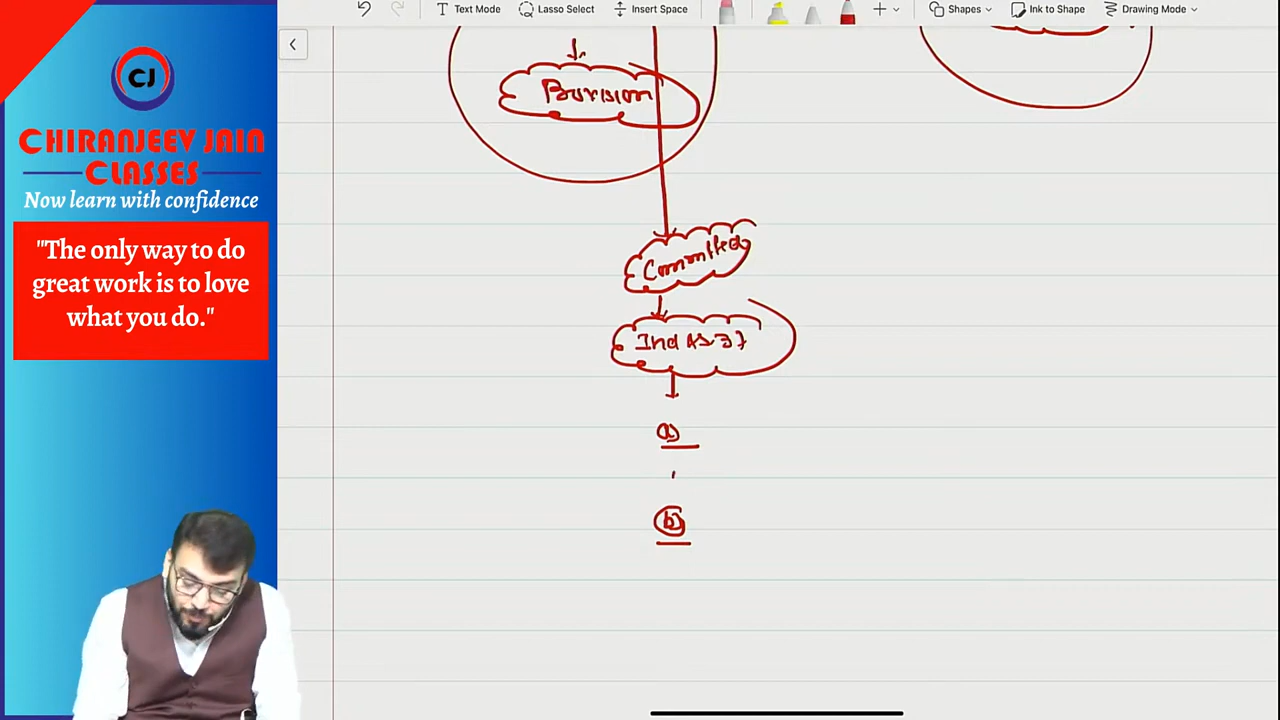 Text Mode
Lasso Select
Insert Space
Shapes
Ink to Shape
Drawing Mode
CJ
CHIRANJEEV JAIN
CLASSES
Now learn with confidence
"The only way to do
great work is to love
what you do."
Provision
Committed
Ind AS 37
a)
b)